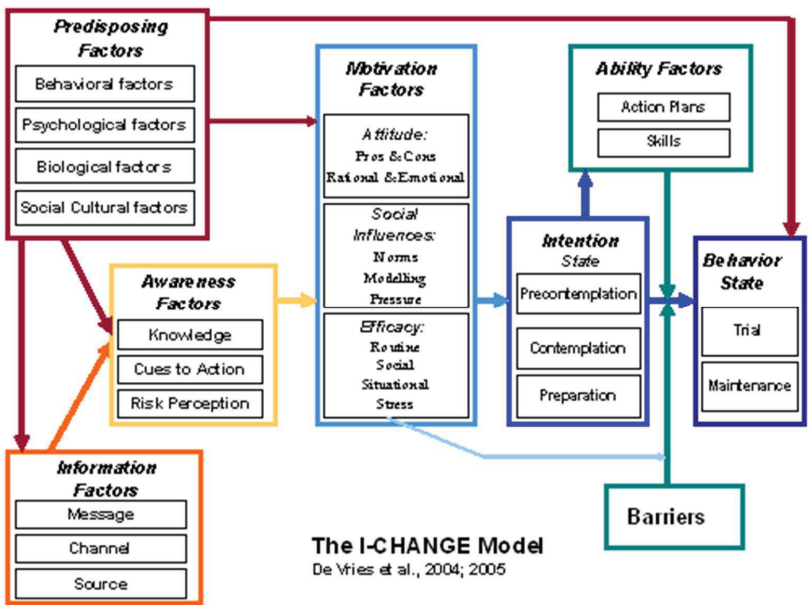 Predisposing
Factors
Behavioral factors
Psychological factors
Biological factors
Social Cultural factors
Awareness
Factors
Knowledge
Cues to Action
Risk Perception
Information
Factors
Message
Channel
Source
Motivation
Factors
Attitude:
Pros &Cons
Rational &Emotional
Social
Influences:
Norms
Modelling
Pressure
Efficacy:
Routine
Social
Situational
Stress
Intention
State
Precontemplation
Contemplation
Preparation
Ability Factors
Action Plans
Skills
Behavior
State
Trial
Maintenance
Barriers
The I-CHANGE Model
De Vries et al., 2004; 2005